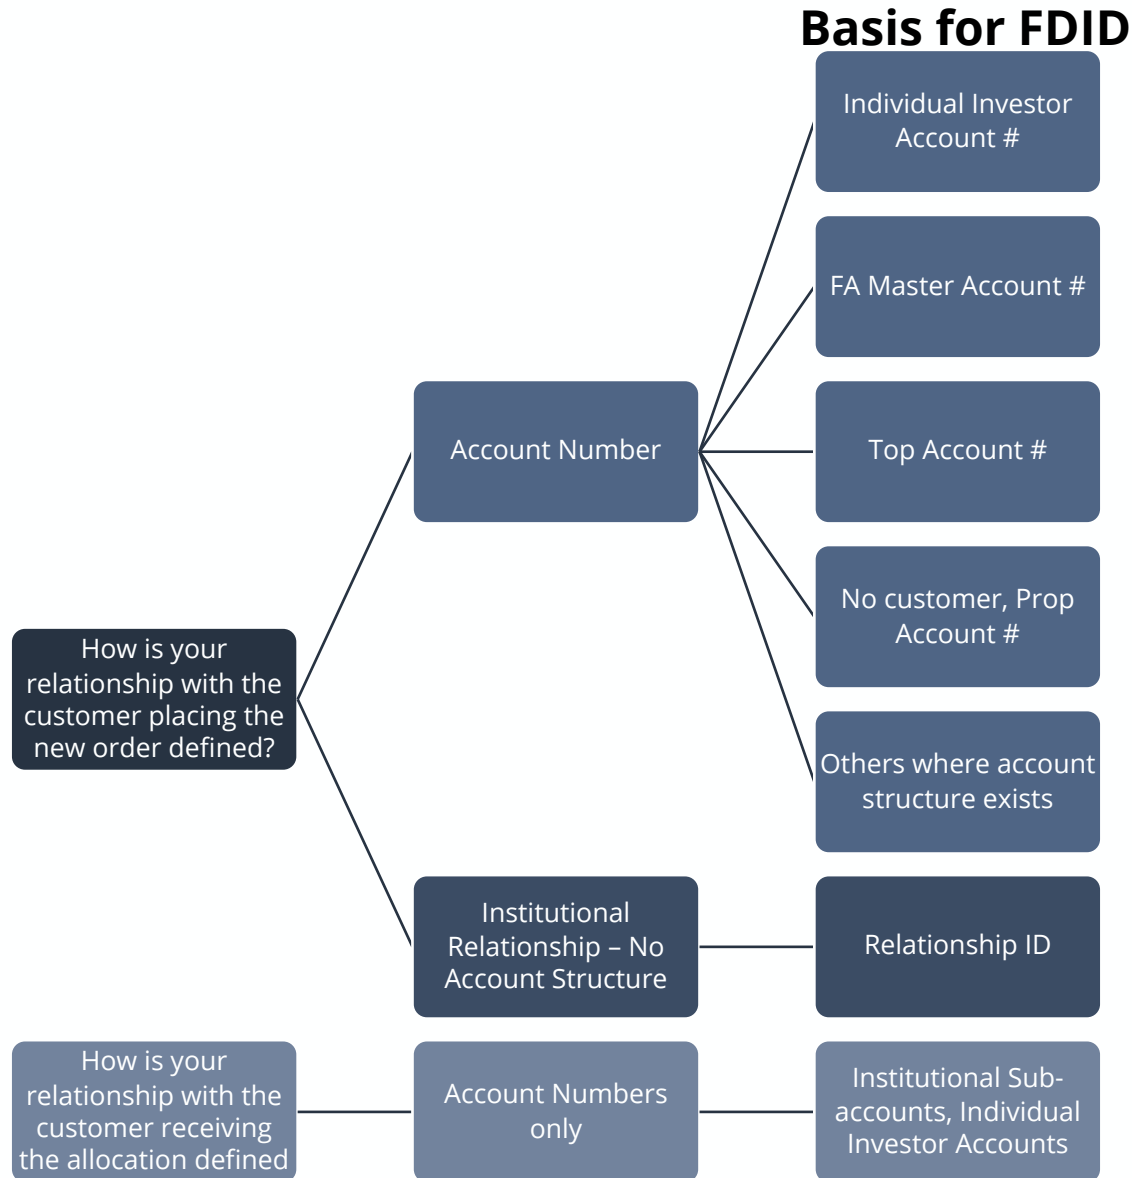 Basis for FDID
Individual Investor
Account #
FA Master Account #
Account Number
Top Account #
No customer, Prop
Account #
How is your
relationship with the
customer placing the
new order defined?
Others where account
structure exists
Institutional
Relationship – No
Account Structure
Relationship ID
How is your
relationship with the
customer receiving
the allocation defined
Account Numbers
only
Institutional Sub-
accounts, Individual
Investor Accounts